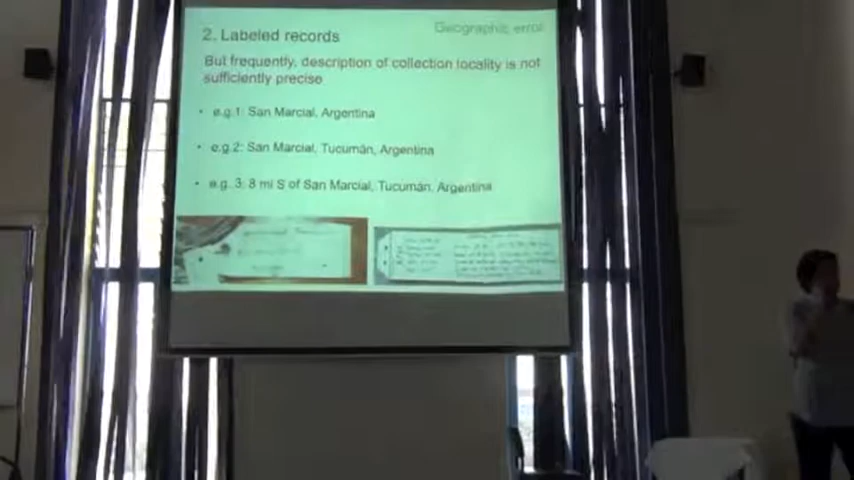 Geographic error
2. Labeled records
But frequently, description of collection locality is not
sufficiently precise
• e.g.1: San Marcial, Argentina
• e.g.2: San Marcial, Tucumán, Argentina
• e.g. 3: 8 mi S of San Marcial, Tucumán, Argentina